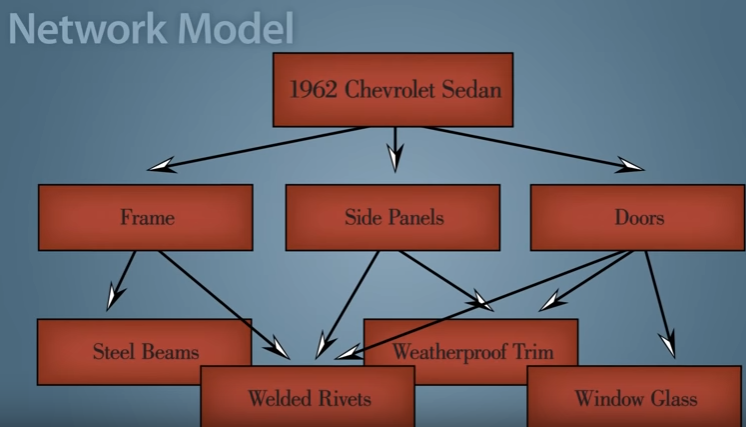 Network Model
1962 Chevrolet Sedan
Frame
Side Panels
Doors
Steel Beams
Weatherproof Trim
Welded Rivets
Window Glass